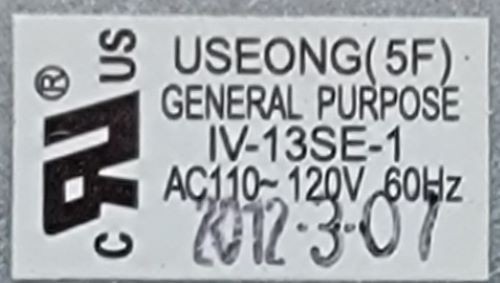 C US ®
USEONG(5F)
GENERAL PURPOSE
IV-13SE-1
AC110~120V 60Hz
2012.3.07